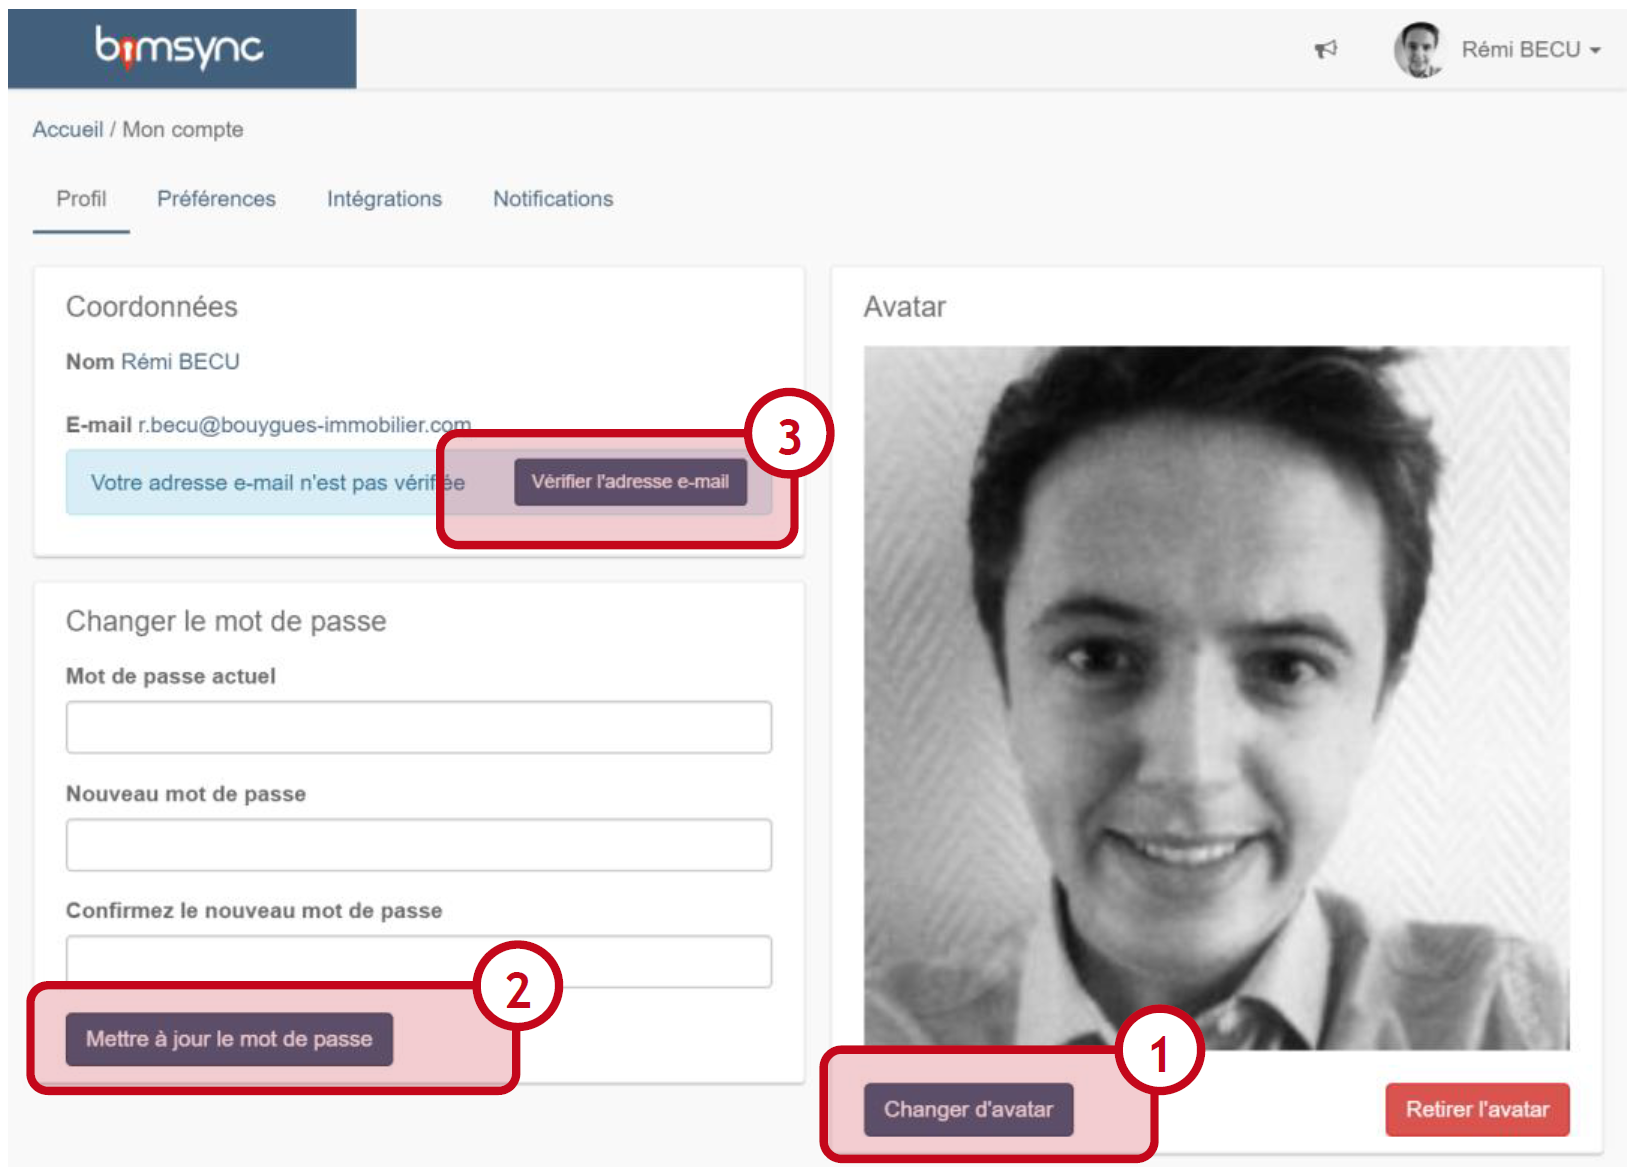 bimsync
Rémi BECU
Accueil / Mon compte
Profil Préférences Intégrations Notifications
Coordonnées
Nom Rémi BECU
E-mail r.becu@bouygues-immobilier.com
3
Votre adresse e-mail n'est pas vérifiée Vérifier l'adresse e-mail
Changer le mot de passe
Mot de passe actuel
Nouveau mot de passe
Confirmez le nouveau mot de passe
2
Mettre à jour le mot de passe
Avatar
1
Changer d'avatar Retirer l'avatar